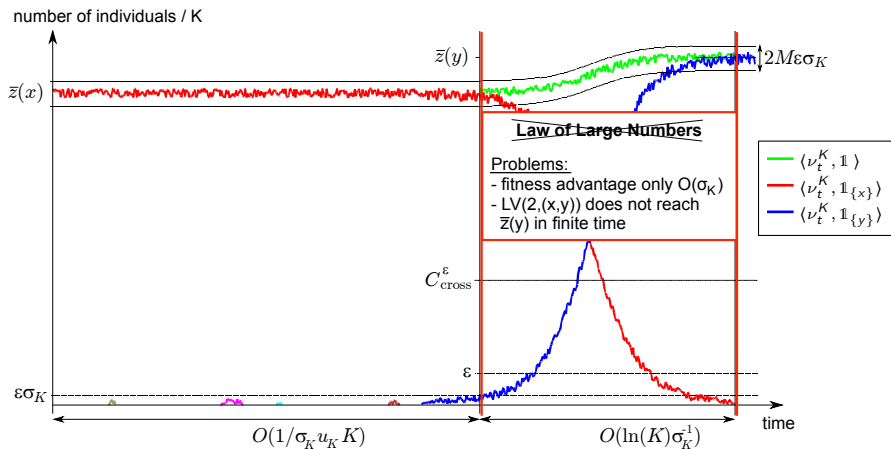 number of individuals / K
z̅(y)
2Mεσ_K
z̅(x)
Law of Large Numbers
Problems:
- fitness advantage only O(σ_K)
- LV(2,(x,y)) does not reach
z̅(y) in finite time
⟨ν_t^K, 𝟙⟩
⟨ν_t^K, 𝟙_{x}⟩
⟨ν_t^K, 𝟙_{y}⟩
C_cross^ε
ε
εσ_K
time
O(1/σ_K u_K K)
O(ln(K)σ_K^-1)